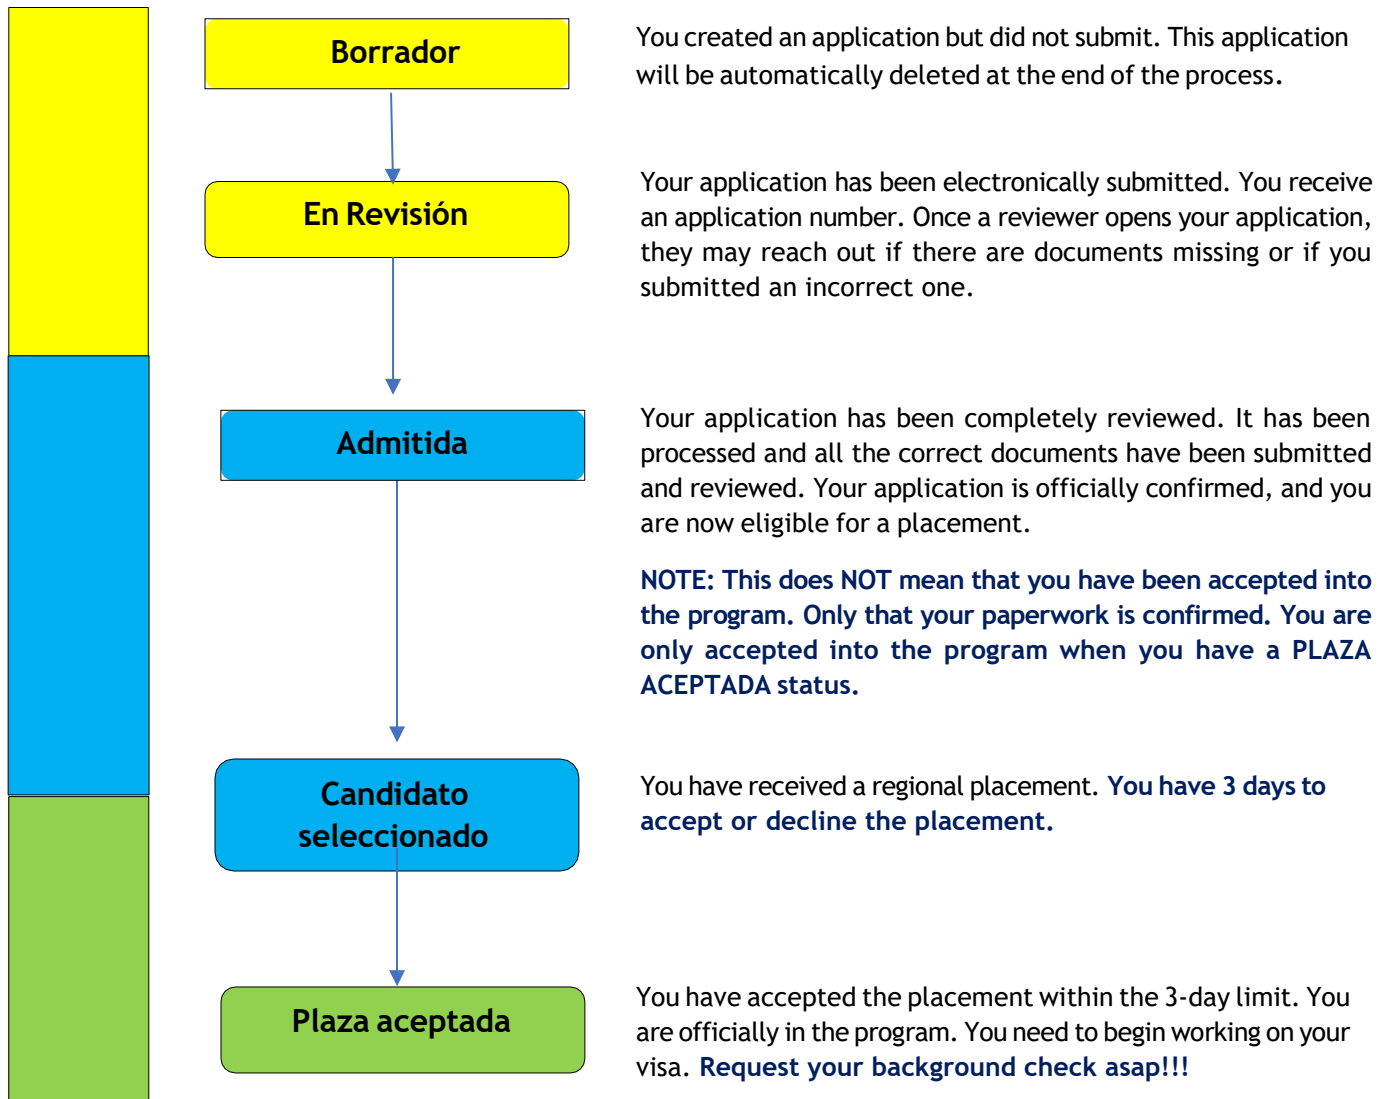 Borrador
You created an application but did not submit. This application
will be automatically deleted at the end of the process.
En Revisión
Your application has been electronically submitted. You receive
an application number. Once a reviewer opens your application,
they may reach out if there are documents missing or if you
submitted an incorrect one.
Admitida
Your application has been completely reviewed. It has been
processed and all the correct documents have been submitted
and reviewed. Your application is officially confirmed, and you
are now eligible for a placement.
NOTE: This does NOT mean that you have been accepted into
the program. Only that your paperwork is confirmed. You are
only accepted into the program when you have a PLAZA
ACEPTADA status.
Candidato
seleccionado
You have received a regional placement. You have 3 days to
accept or decline the placement.
Plaza aceptada
You have accepted the placement within the 3-day limit. You
are officially in the program. You need to begin working on your
visa. Request your background check asap!!!